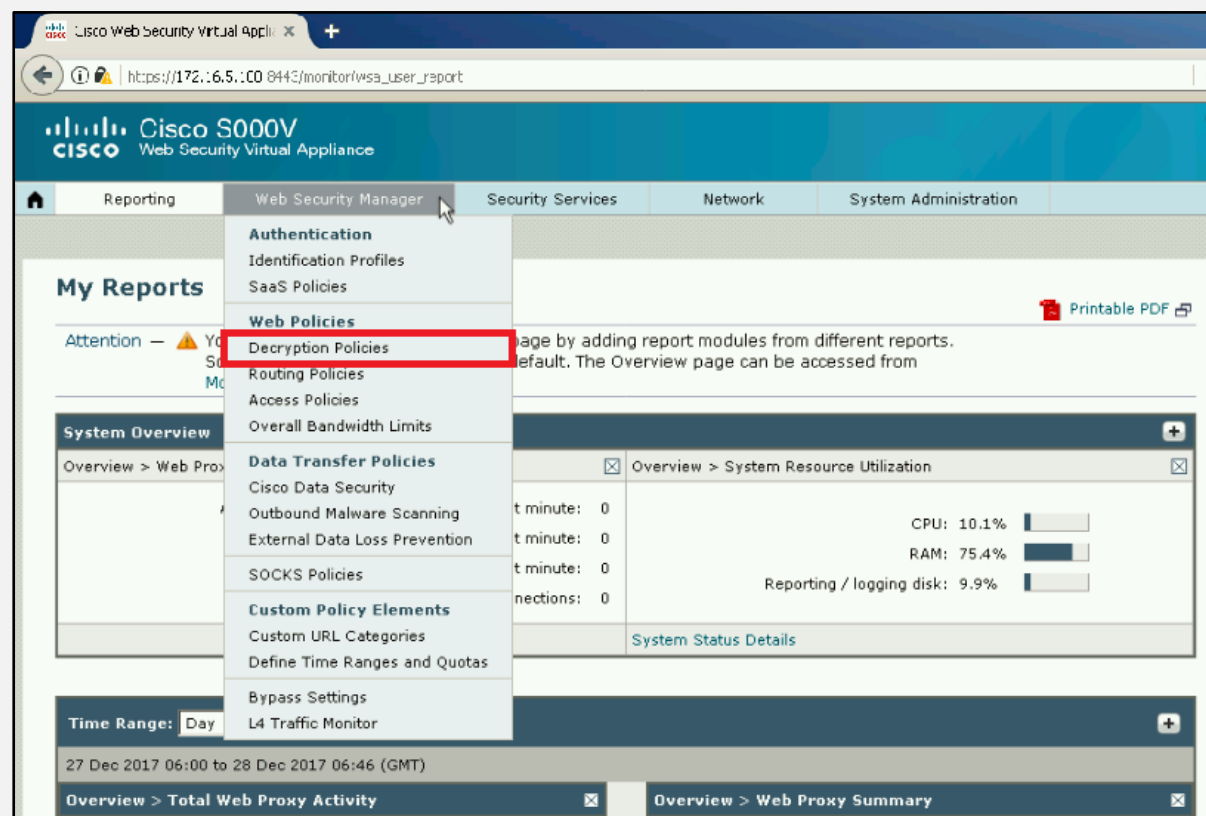 Cisco Web Security Virtual Applia
https://172.16.5.100:8443/monitor/wsa_user_report
Cisco S000V
CISCO Web Security Virtual Appliance
Reporting Web Security Manager Security Services Network System Administration
Authentication
Identification Profiles
SaaS Policies
Web Policies
Decryption Policies
Routing Policies
Access Policies
Overall Bandwidth Limits
Data Transfer Policies
Cisco Data Security
Outbound Malware Scanning
External Data Loss Prevention
SOCKS Policies
Custom Policy Elements
Custom URL Categories
Define Time Ranges and Quotas
Bypass Settings
L4 Traffic Monitor
My Reports
Printable PDF
Attention — page by adding report modules from different reports.
default. The Overview page can be accessed from
System Overview
Overview > Web
t minute: 0
t minute: 0
t minute: 0
nections: 0
Overview > System Resource Utilization
CPU: 10.1%
RAM: 75.4%
Reporting / logging disk: 9.9%
System Status Details
Time Range: Day
27 Dec 2017 06:00 to 28 Dec 2017 06:46 (GMT)
Overview > Total Web Proxy Activity
Overview > Web Proxy Summary